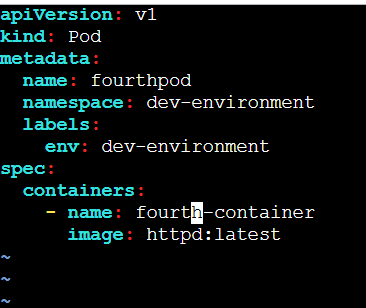 apiVersion: v1
kind: Pod
metadata:
  name: fourthpod
  namespace: dev-environment
  labels:
    env: dev-environment
spec:
  containers:
    - name: fourth-container
      image: httpd:latest
~
~
~